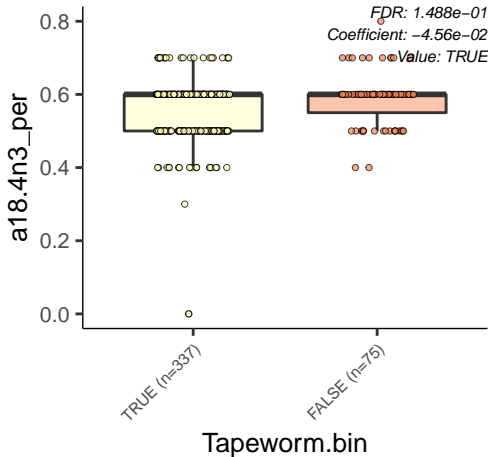 FDR: 1.488e−01
Coefficient: −4.56e−02
Value: TRUE
0.8
0.6
0.4
0.2
0.0
a18.4n3_per
TRUE (n=337)
FALSE (n=75)
Tapeworm.bin